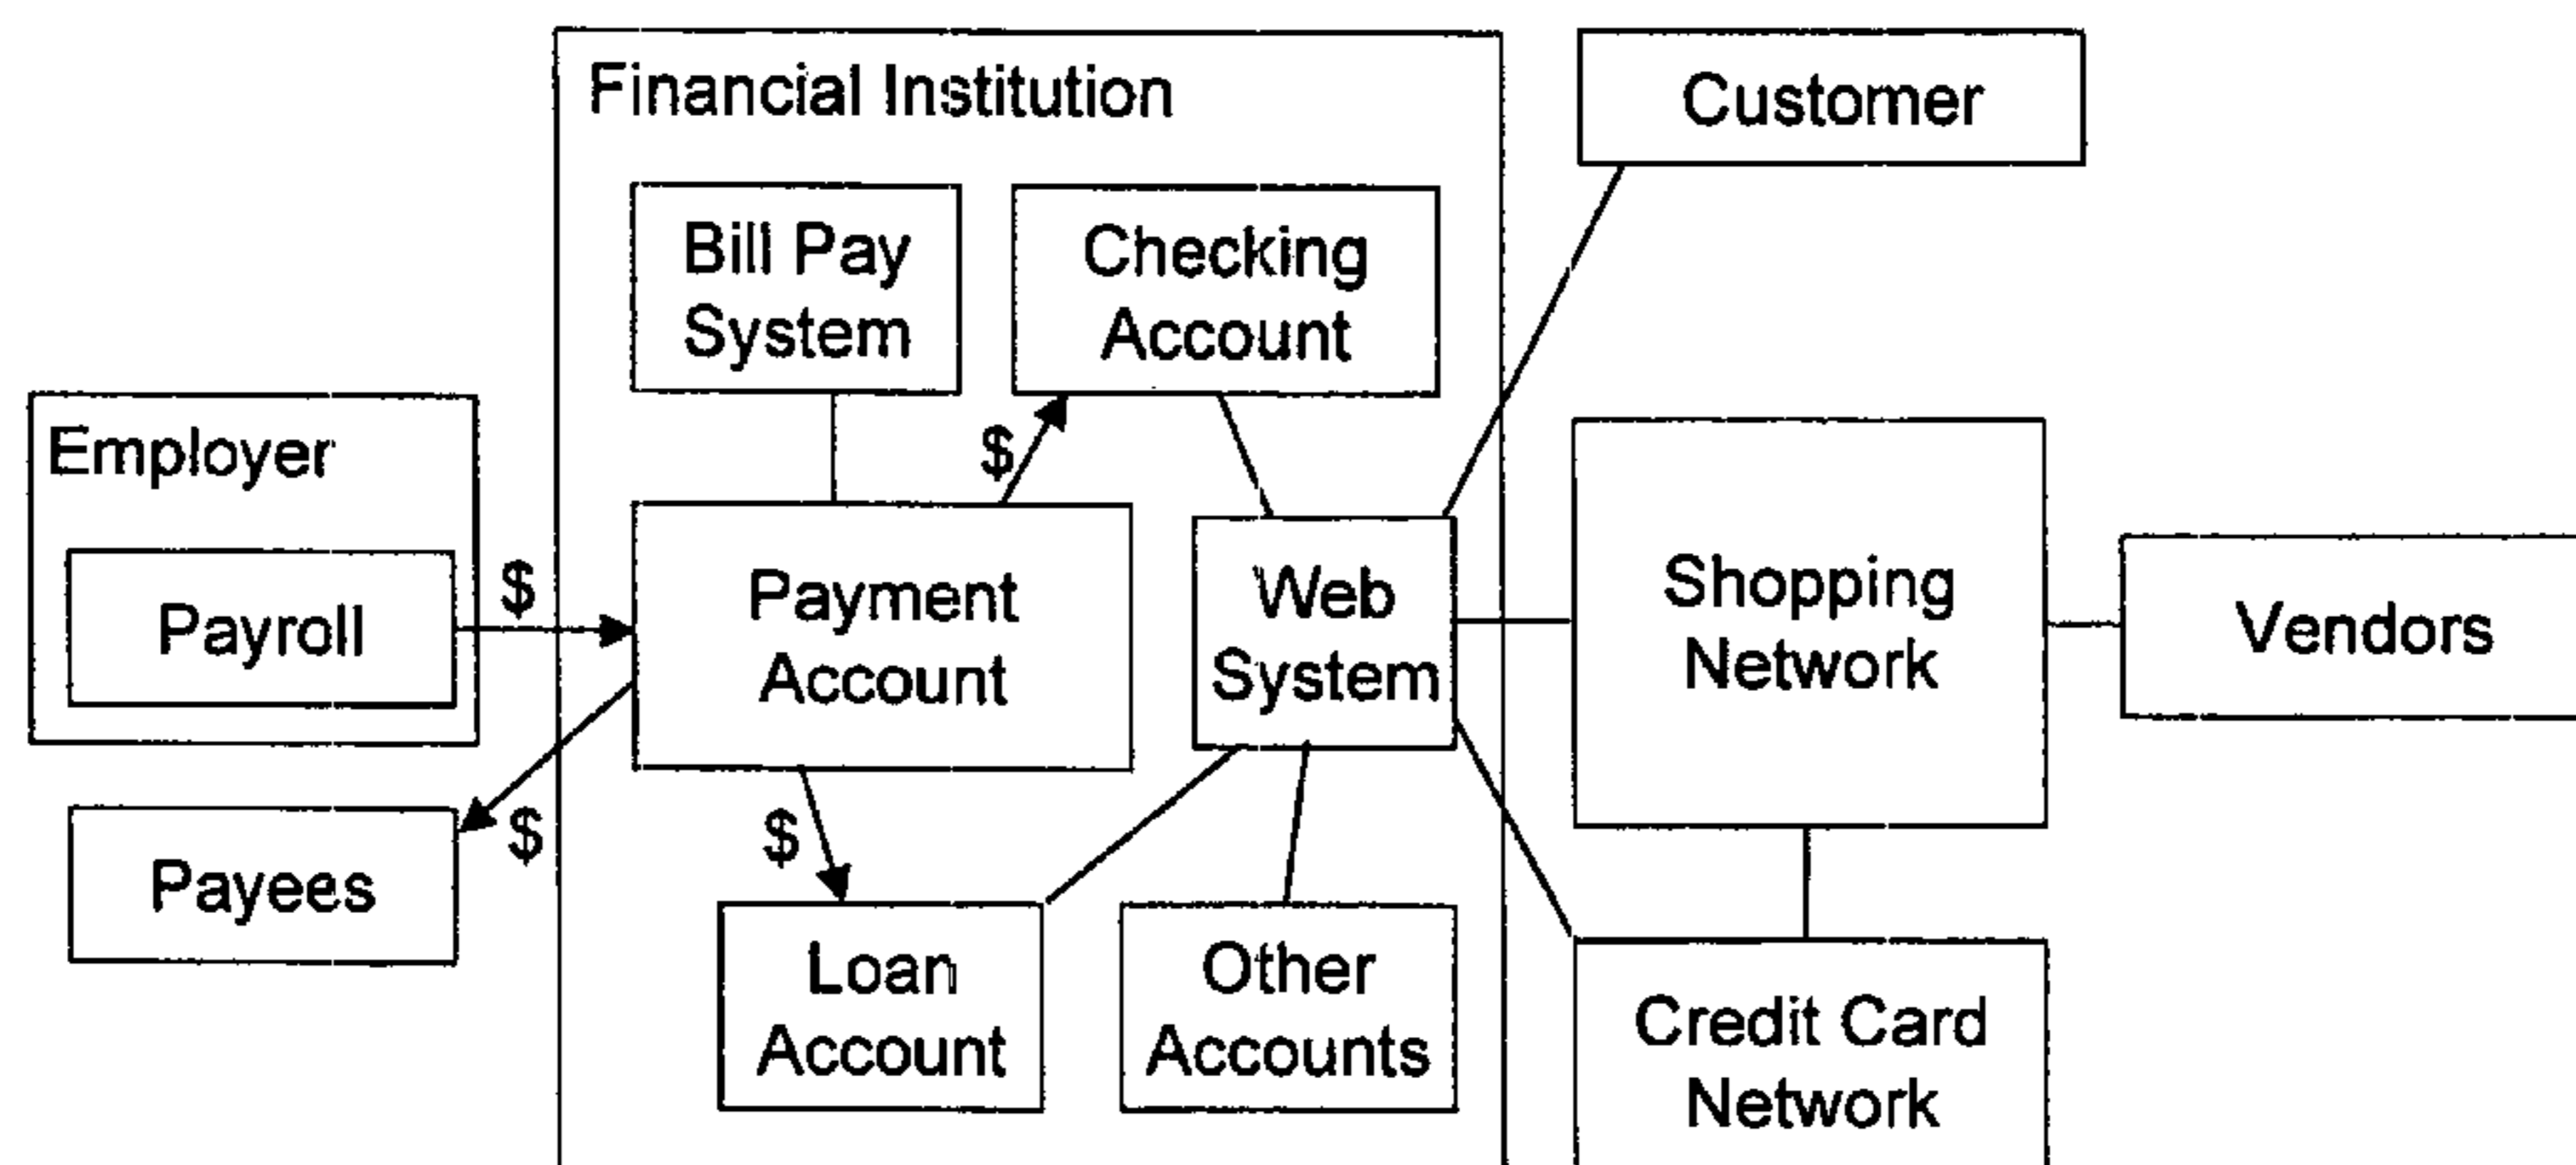 Financial Institution
Customer
Bill Pay
System
Checking
Account
Employer
$
Payroll
$
Payment
Account
Web
System
Shopping
Network
Vendors
Payees
$
$
Loan
Account
Other
Accounts
Credit Card
Network